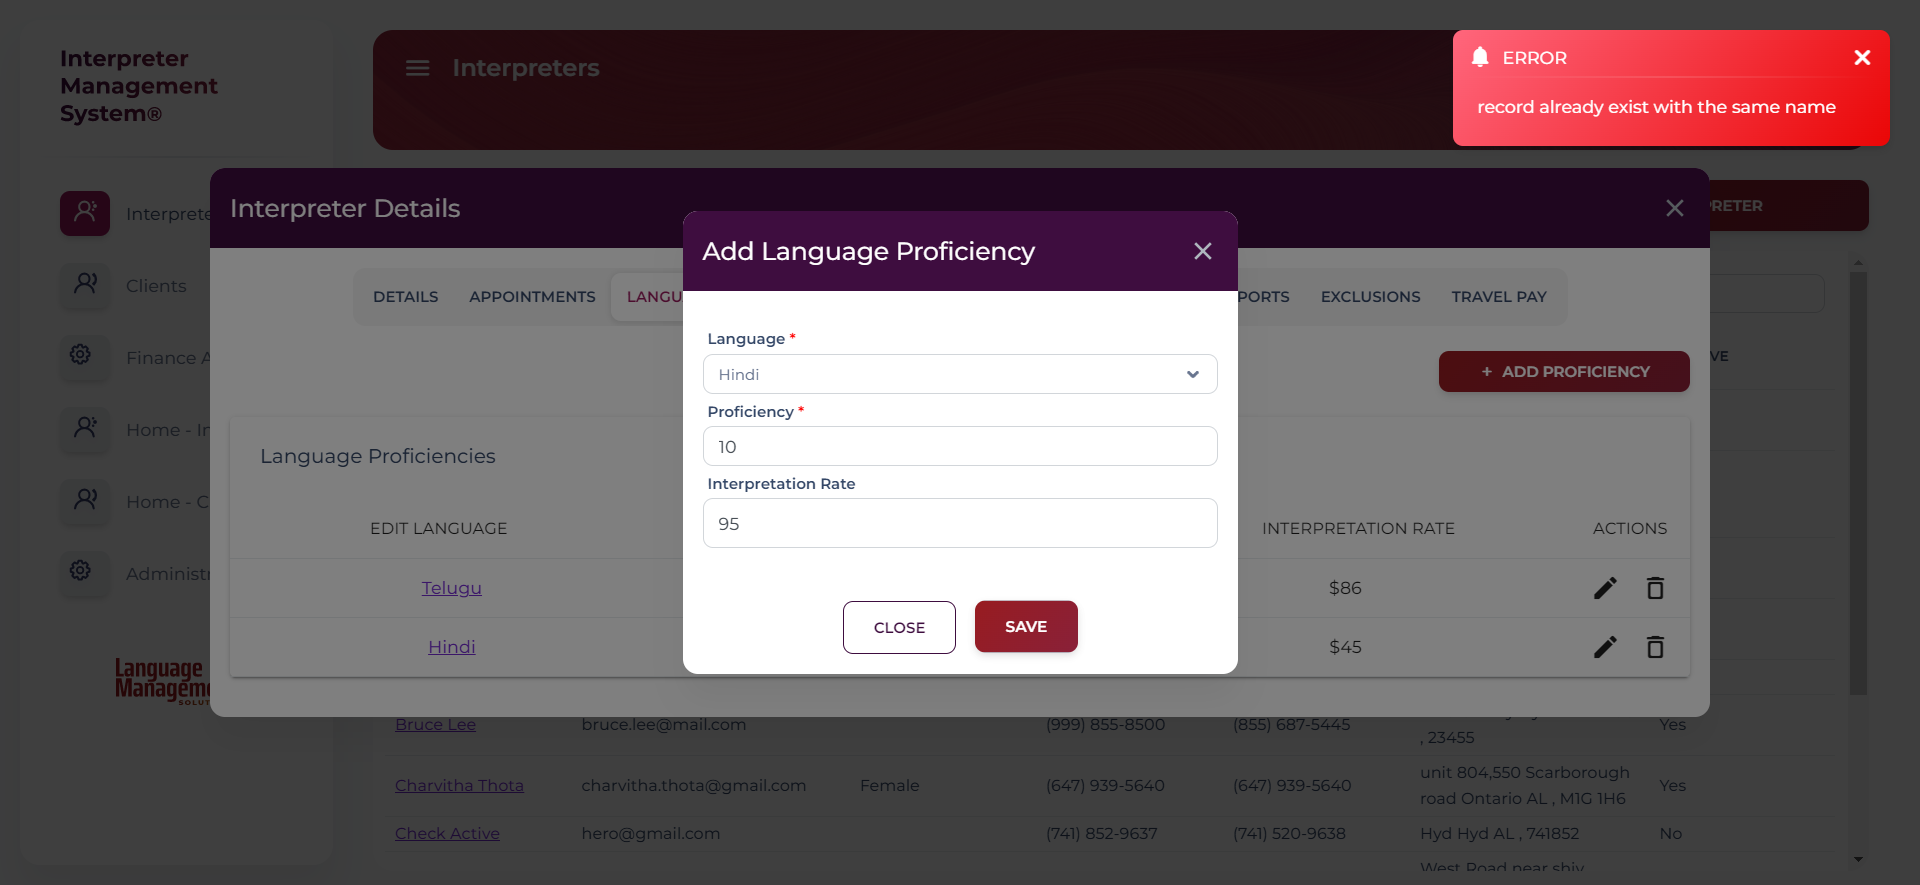 Interpreter
Management
System®
Interpreters
ERROR
record already exist with the same name
Interprete
Clients
Finance A
Home - In
Home - C
Administr
Language
Manageme
SOLUT
PRETER
Interpreter Details
DETAILS
APPOINTMENTS
LANGU
PORTS
EXCLUSIONS
TRAVEL PAY
VE
+ ADD PROFICIENCY
Language Proficiencies
EDIT LANGUAGE
INTERPRETATION RATE
ACTIONS
Telugu
$86
Hindi
$45
Add Language Proficiency
Language *
Hindi
Proficiency *
10
Interpretation Rate
95
CLOSE
SAVE
Bruce Lee
bruce.lee@mail.com
(999) 855-8500
(855) 687-5445
, 23455
Yes
Charvitha Thota
charvitha.thota@gmail.com
Female
(647) 939-5640
(647) 939-5640
unit 804,550 Scarborough
road Ontario AL , M1G 1H6
Yes
Check Active
hero@gmail.com
(741) 852-9637
(741) 520-9638
Hyd Hyd AL , 741852
No
West Road near shiv